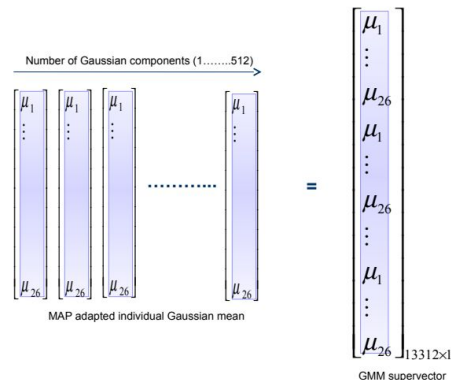 Number of Gaussian components (1........512)
μ1 μ1 μ1 μ1
⋮ ⋮ ⋮ ⋮
μ26 μ26 μ26 μ26
MAP adapted individual Gaussian mean
=
μ1
⋮
μ26
μ1
⋮
μ26
⋮
μ1
⋮
μ26
13312×1
GMM supervector